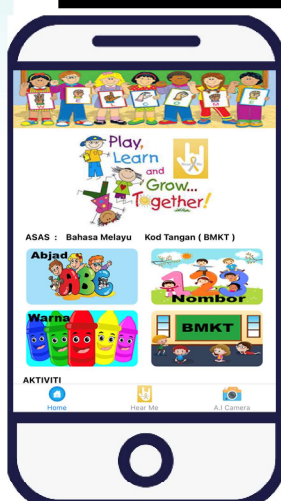 Play,
Learn
and
Grow...
Together!
ASAS : Bahasa Melayu Kod Tangan ( BMKT )
Abjad
ABC
123
Nombor
Warna
BMKT
AKTIVITI
Home Hear Me A.I Camera